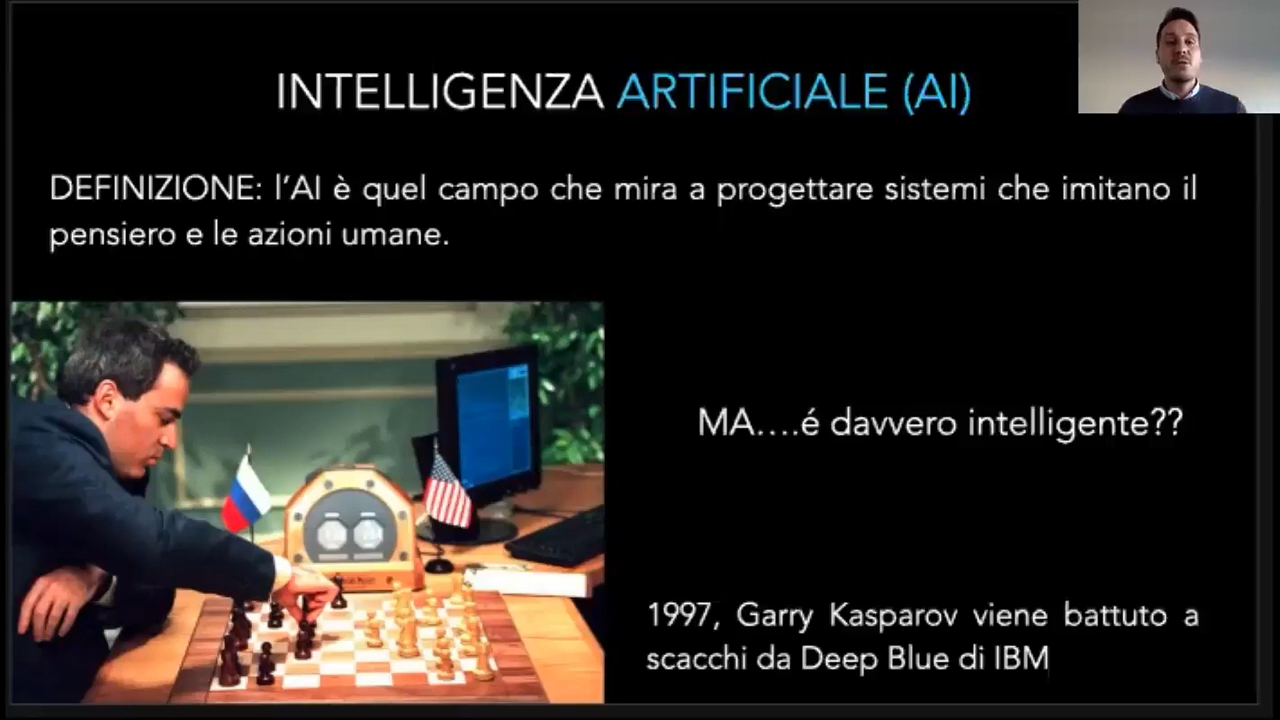 INTELLIGENZA ARTIFICIALE (AI)
DEFINIZIONE: l’AI è quel campo che mira a progettare sistemi che imitano il
pensiero e le azioni umane.
MA....é davvero intelligente??
1997, Garry Kasparov viene battuto a
scacchi da Deep Blue di IBM